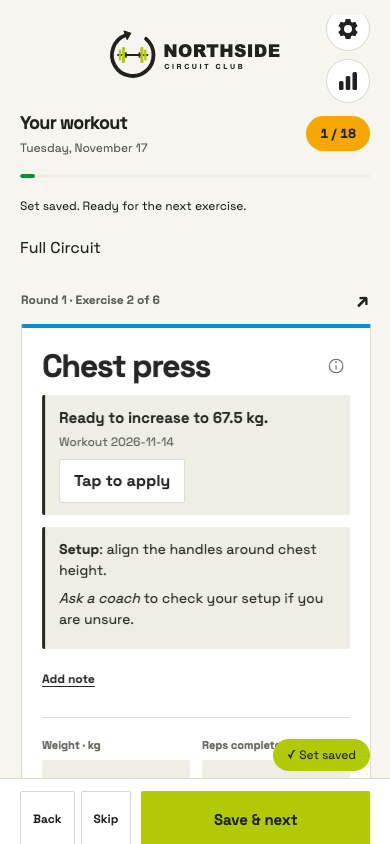 NORTHSIDE
CIRCUIT CLUB
Your workout
Tuesday, November 17
1 / 18
Set saved. Ready for the next exercise.
Full Circuit
Round 1 · Exercise 2 of 6
Chest press
Ready to increase to 67.5 kg.
Workout 2026-11-14
Tap to apply
Setup: align the handles around chest
height.
Ask a coach to check your setup if you
are unsure.
Add note
Weight · kg
Reps complet
✓ Set saved
Back
Skip
Save & next